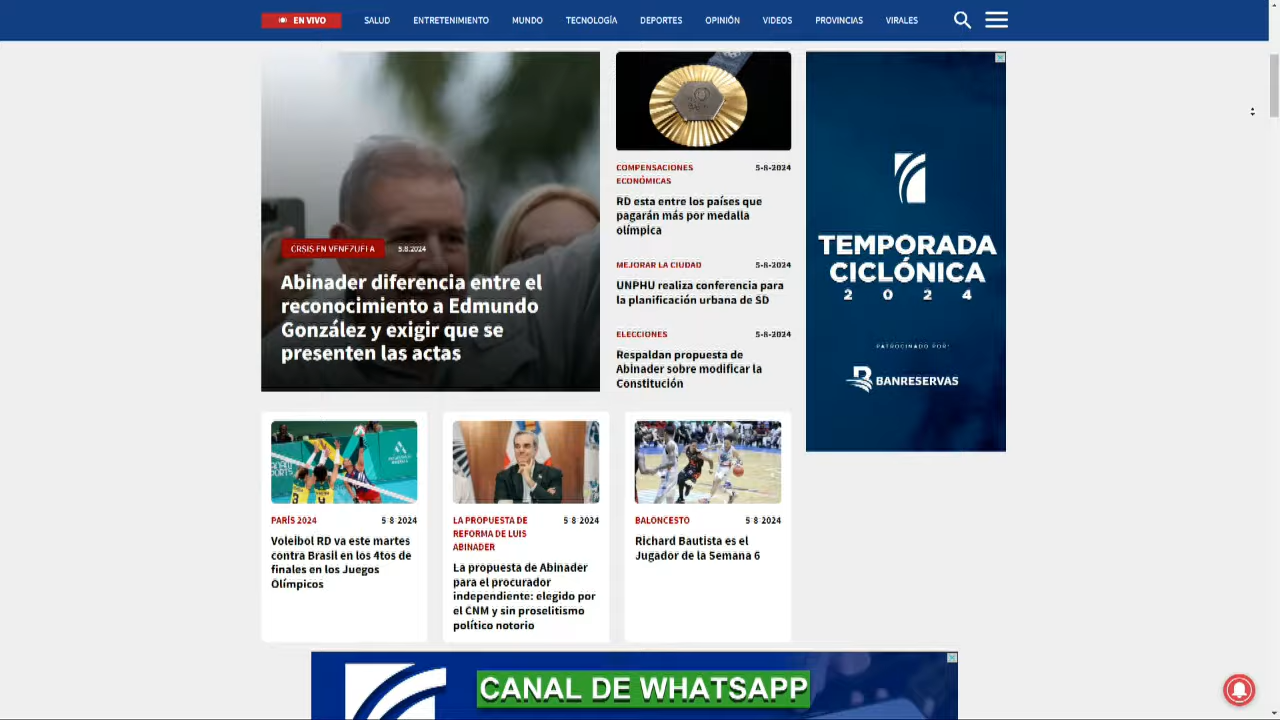 EN VIVO
SALUD
ENTRETENIMIENTO
MUNDO
TECNOLOGÍA
DEPORTES
OPINIÓN
VIDEOS
PROVINCIAS
VIRALES
CRSIS EN VENEZUELA
5.8.2024
Abinader diferencia entre el
reconocimiento a Edmundo
González y exigir que se
presenten las actas
COMPENSACIONES
ECONÓMICAS
5-8-2024
RD esta entre los países que
pagarán más por medalla
olímpica
MEJORAR LA CIUDAD
5-8-2024
UNPHU realiza conferencia para
la planificación urbana de SD
ELECCIONES
5-8-2024
Respaldan propuesta de
Abinader sobre modificar la
Constitución
TEMPORADA
CICLÓNICA
2 0 2 4
PATROCINADO POR:
BANRESERVAS
PARÍS 2024
5 8 2024
Voleibol RD va este martes
contra Brasil en los 4tos de
finales en los Juegos
Olímpicos
LA PROPUESTA DE
REFORMA DE LUIS
ABINADER
5 8 2024
La propuesta de Abinader
para el procurador
independiente: elegido por
el CNM y sin proselitismo
político notorio
BALONCESTO
5 8 2024
Richard Bautista es el
Jugador de la Semana 6
CANAL DE WHATSAPP